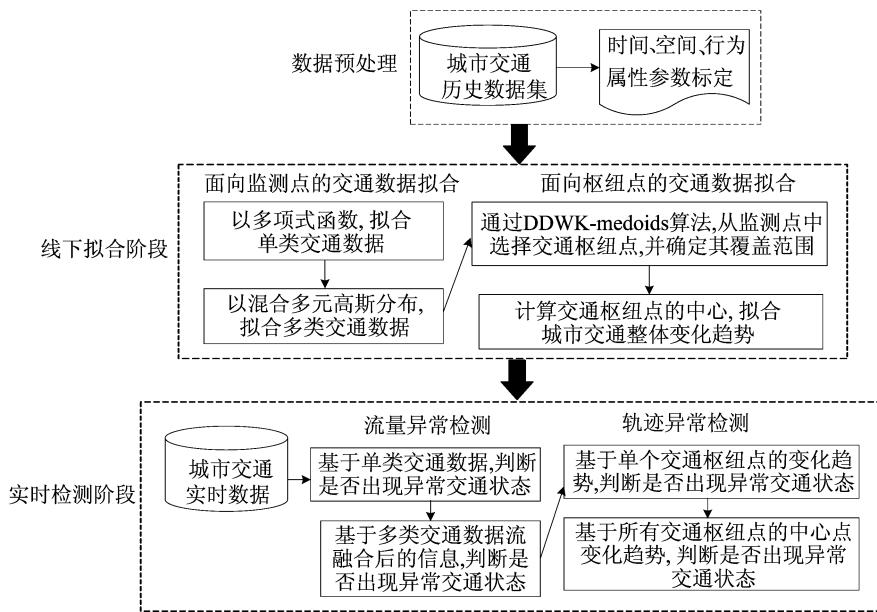 数据预处理
城市交通
历史数据集
时间、空间、行为
属性参数标定
线下拟合阶段
面向监测点的交通数据拟合
以多项式函数, 拟合
单类交通数据
以混合多元高斯分布,
拟合多类交通数据
面向枢纽点的交通数据拟合
通过DDWK-medoids算法,从监测点中
选择交通枢纽点,并确定其覆盖范围
计算交通枢纽点的中心, 拟合
城市交通整体变化趋势
实时检测阶段
城市交通
实时数据
流量异常检测
基于单类交通数据,判断
是否出现异常交通状态
基于多类交通数据流
融合后的信息,判断是
否出现异常交通状态
轨迹异常检测
基于单个交通枢纽点的变化趋
势,判断是否出现异常交通状态
基于所有交通枢纽点的中心点
变化趋势, 判断是否出现异常
交通状态